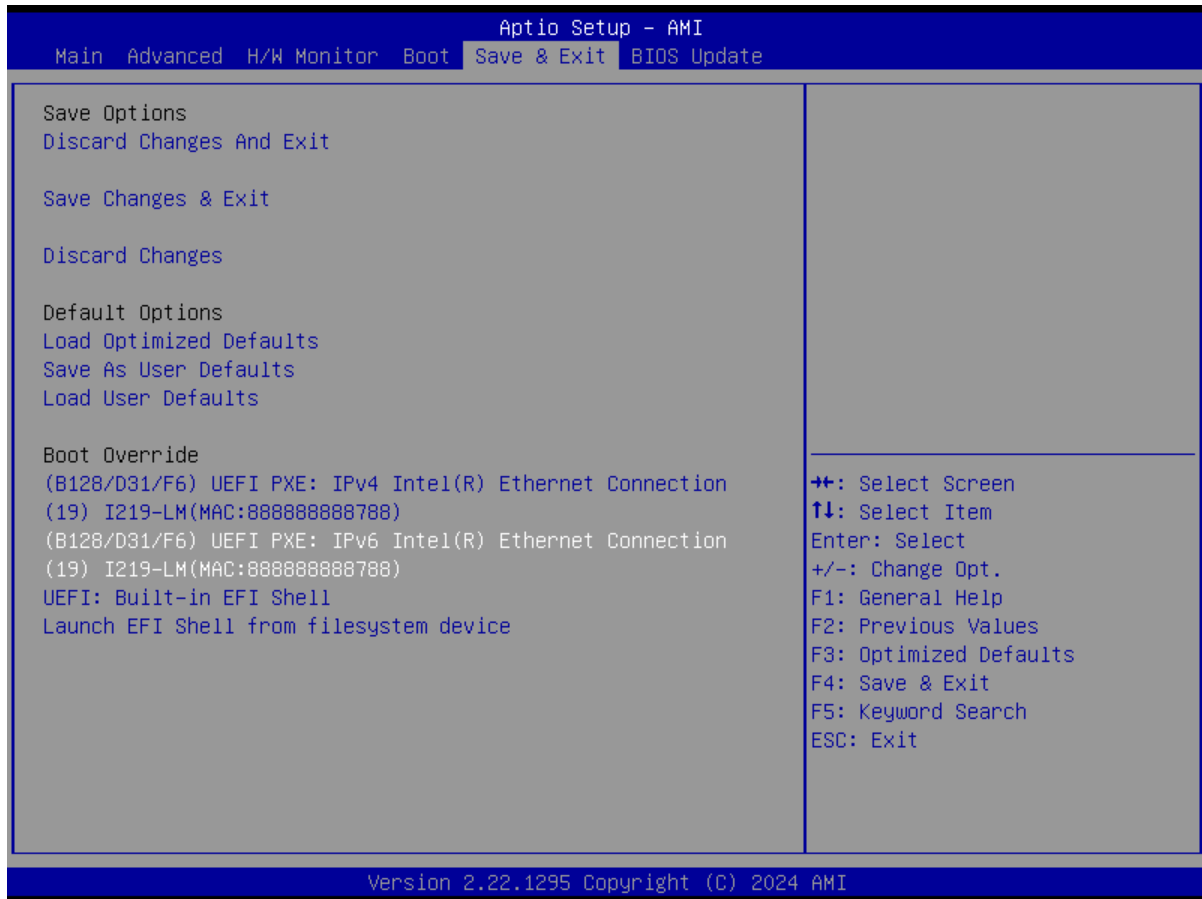 Aptio Setup – AMI
Main Advanced H/W Monitor Boot Save & Exit BIOS Update
Save Options
Discard Changes And Exit
Save Changes & Exit
Discard Changes
Default Options
Load Optimized Defaults
Save As User Defaults
Load User Defaults
Boot Override
(B128/D31/F6) UEFI PXE: IPv4 Intel(R) Ethernet Connection
(19) I219-LM(MAC:888888888788)
(B128/D31/F6) UEFI PXE: IPv6 Intel(R) Ethernet Connection
(19) I219-LM(MAC:888888888788)
UEFI: Built-in EFI Shell
Launch EFI Shell from filesystem device
→←: Select Screen
↑↓: Select Item
Enter: Select
+/-: Change Opt.
F1: General Help
F2: Previous Values
F3: Optimized Defaults
F4: Save & Exit
F5: Keyword Search
ESC: Exit
Version 2.22.1295 Copyright (C) 2024 AMI